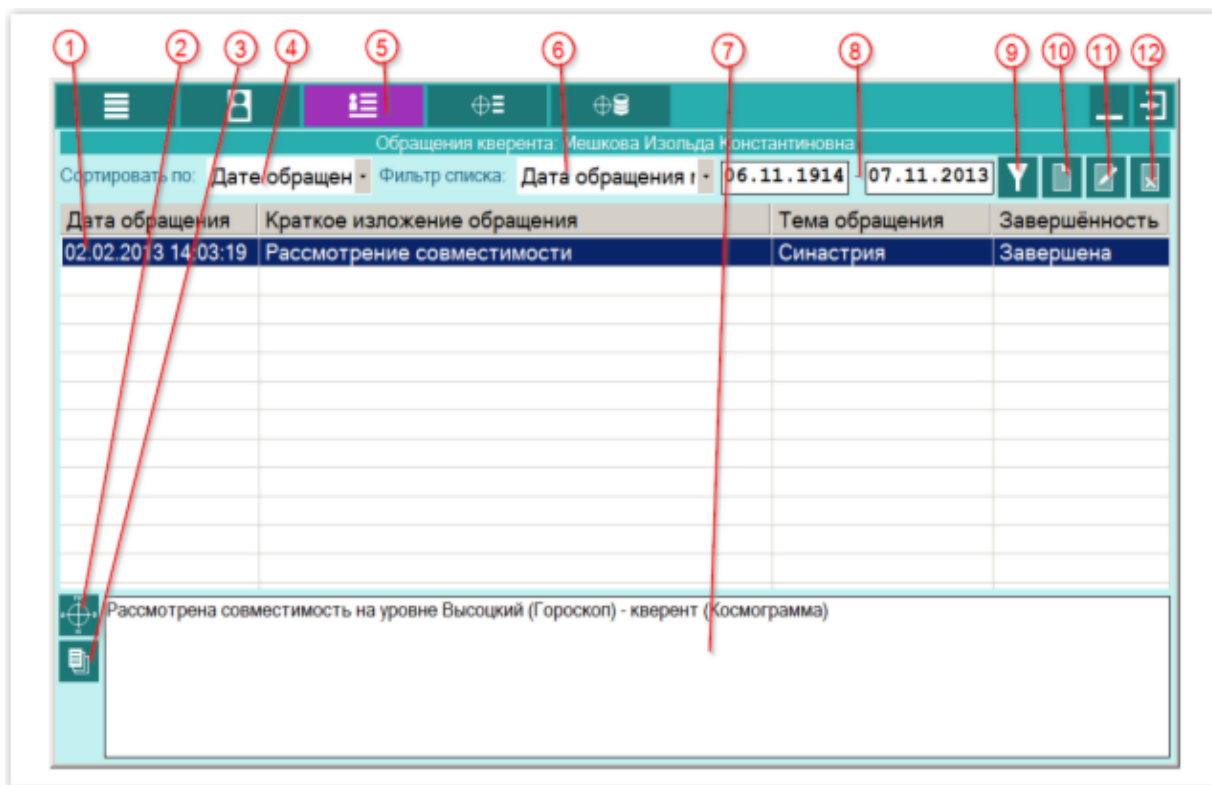 1 2 3 4 5 6 7 8 9 10 11 12
Обращения кверента: Мешкова Изольда Константиновна
Сортировать по: Дате обращен Фильтр списка: Дата обращения г 06.11.1914 - 07.11.2013
Дата обращения Краткое изложение обращения Тема обращения Завершённость
02.02.2013 14:03:19 Рассмотрение совместимости Синастрия Завершена
Рассмотрена совместимость на уровне Высоцкий (Гороскоп) - кверент (Космограмма)